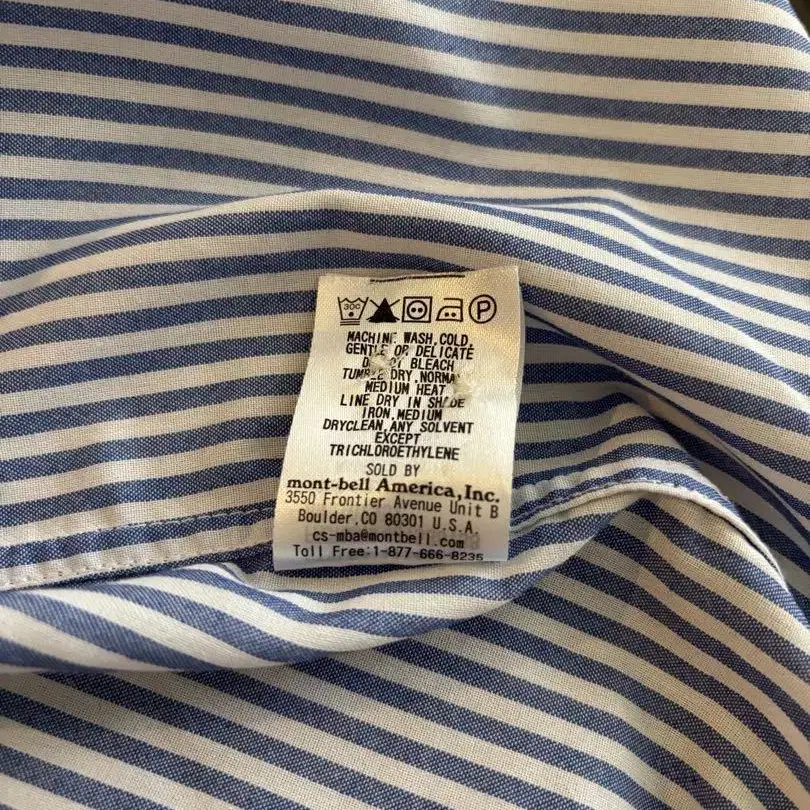 30C P
MACHINE WASH,COLD,
GENTLE OR DELICATE
BLEACH
TUMBLE DRY,NORMAL
MEDIUM HEAT
LINE DRY IN SHADE
IRON,MEDIUM
DRYCLEAN,ANY SOLVENT
EXCEPT
TRICHLOROETHYLENE
SOLD BY
mont-bell America,Inc.
3550 Frontier Avenue Unit B
Boulder.CO 80301 U.S.A.
cs-mba@montbell.com
Toll Free:1-877-666-8236